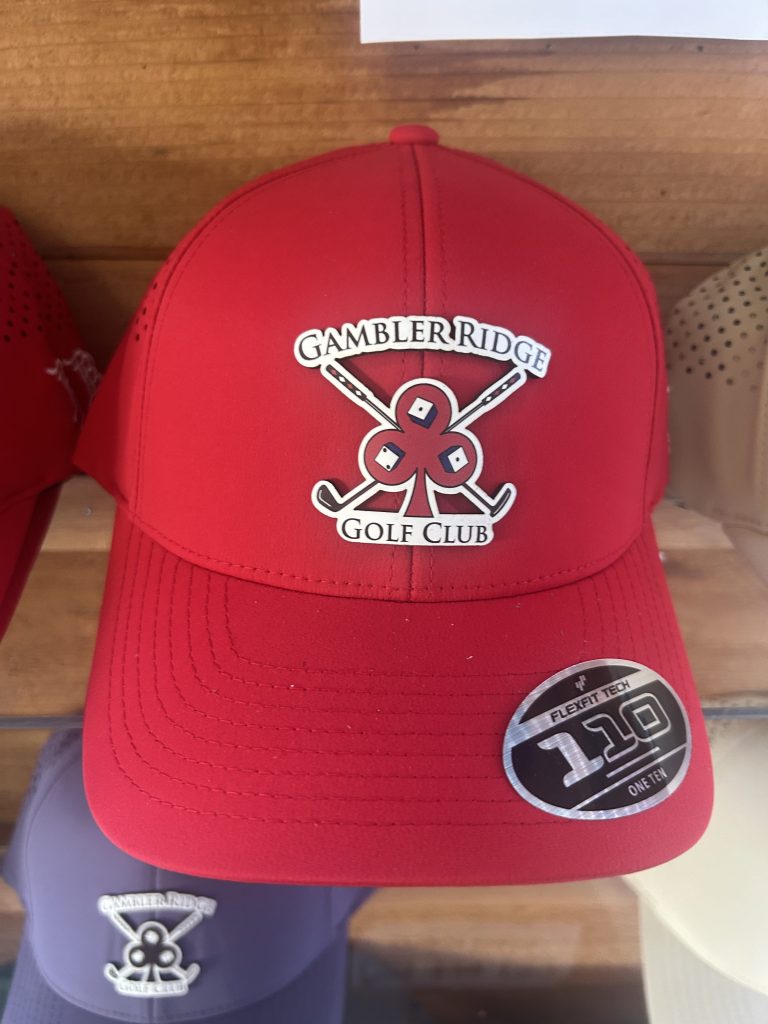 GAMBLER RIDGE
GOLF CLUB
FLEXFIT TECH
110
ONE TEN
GAMBLER RIDGE
GOLF CLUB